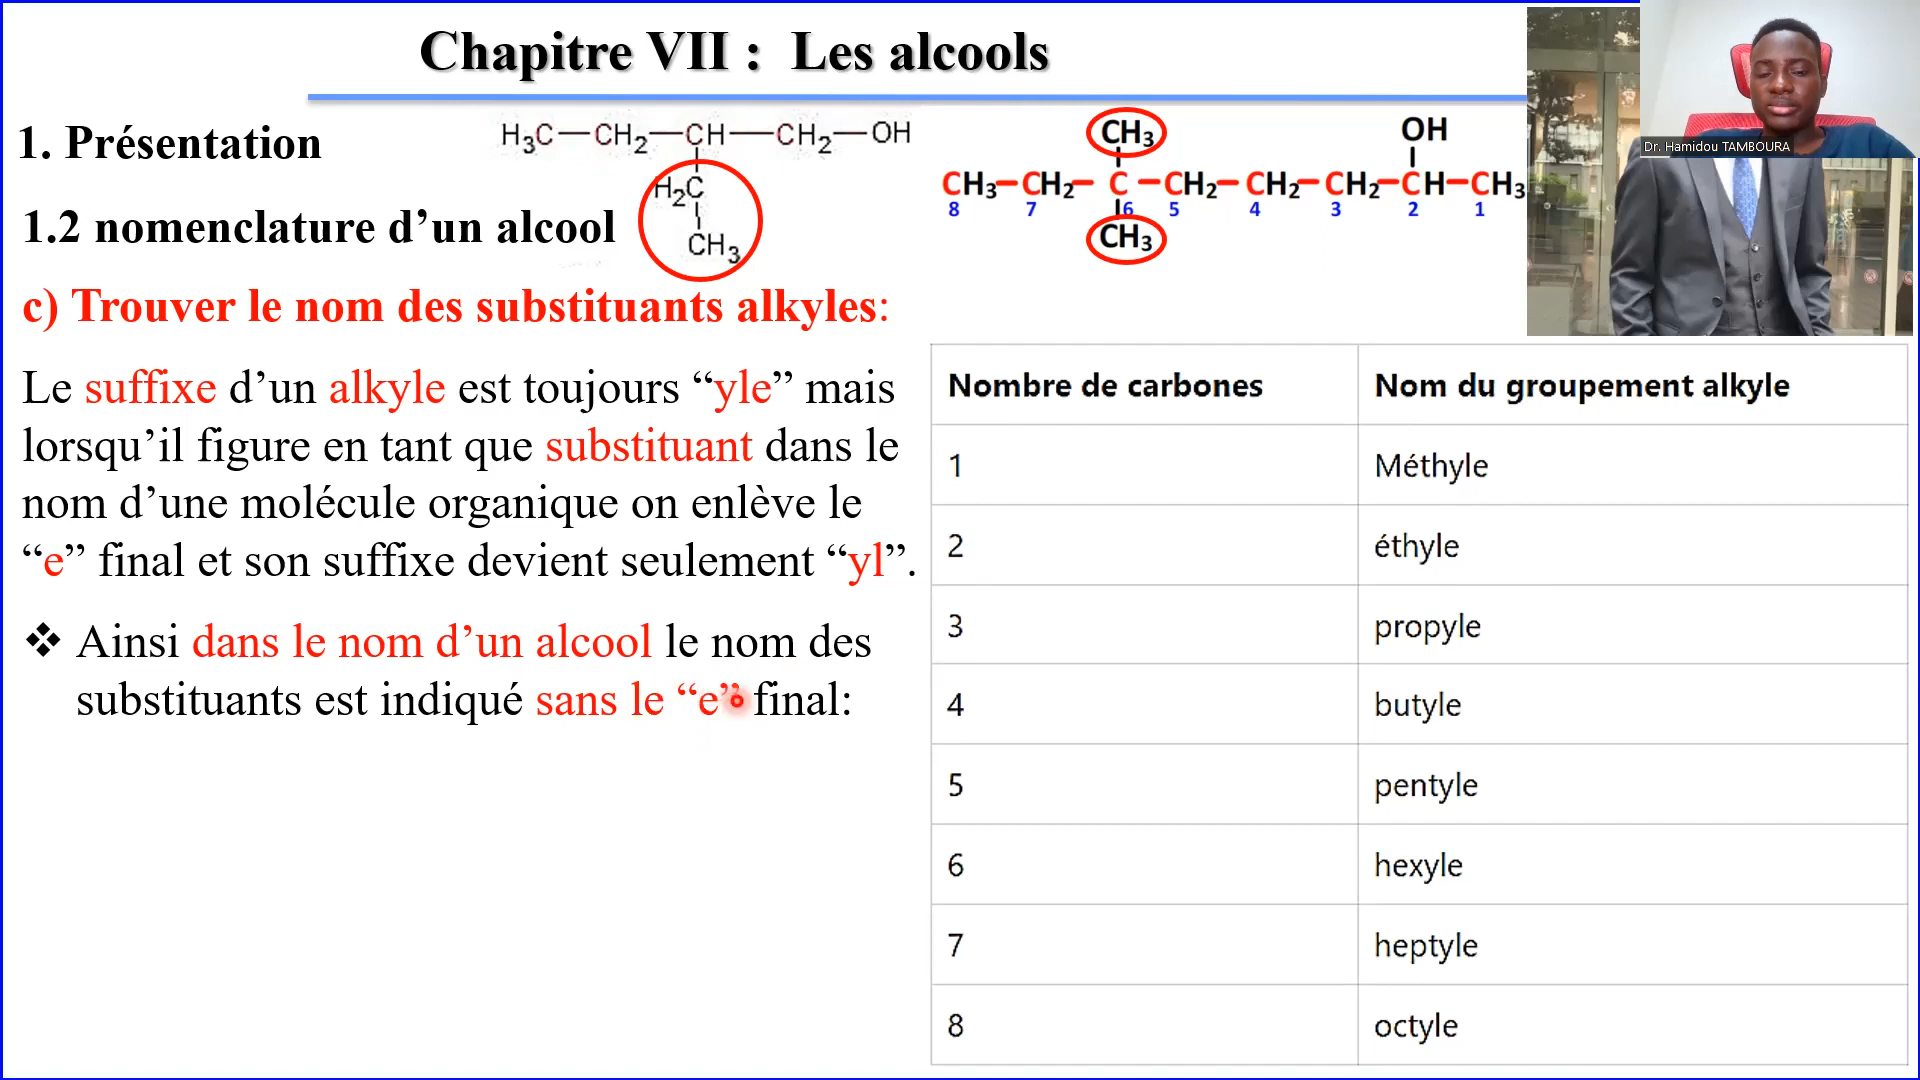 Chapitre VII : Les alcools
1. Présentation
1.2 nomenclature d’un alcool
H₃C—CH₂—CH—CH₂—OH
H₂C
CH₃
CH₃
OH
CH₃–CH₂–C–CH₂–CH₂–CH₂–CH–CH₃
8 7 6 5 4 3 2 1
CH₃
Dr. Hamidou TAMBOURA
c) Trouver le nom des substituants alkyles:
Le suffixe d’un alkyle est toujours “yle” mais
lorsqu’il figure en tant que substituant dans le
nom d’une molécule organique on enlève le
“e” final et son suffixe devient seulement “yl”.
❖ Ainsi dans le nom d’un alcool le nom des
substituants est indiqué sans le “e” final:
Nombre de carbones Nom du groupement alkyle
1 Méthyle
2 éthyle
3 propyle
4 butyle
5 pentyle
6 hexyle
7 heptyle
8 octyle